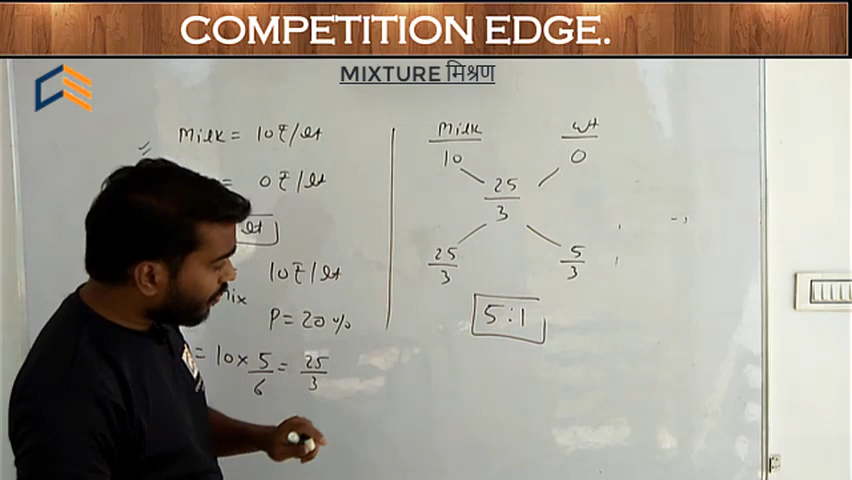 COMPETITION EDGE.
MIXTURE मिश्रण
Milk = 10₹/lt
= 0₹/lt
lt
Mix 10₹/lt
P = 20%
= 10 × 5/6 = 25/3
Milk wt
10 0
25/3
25/3 5/3
5:1